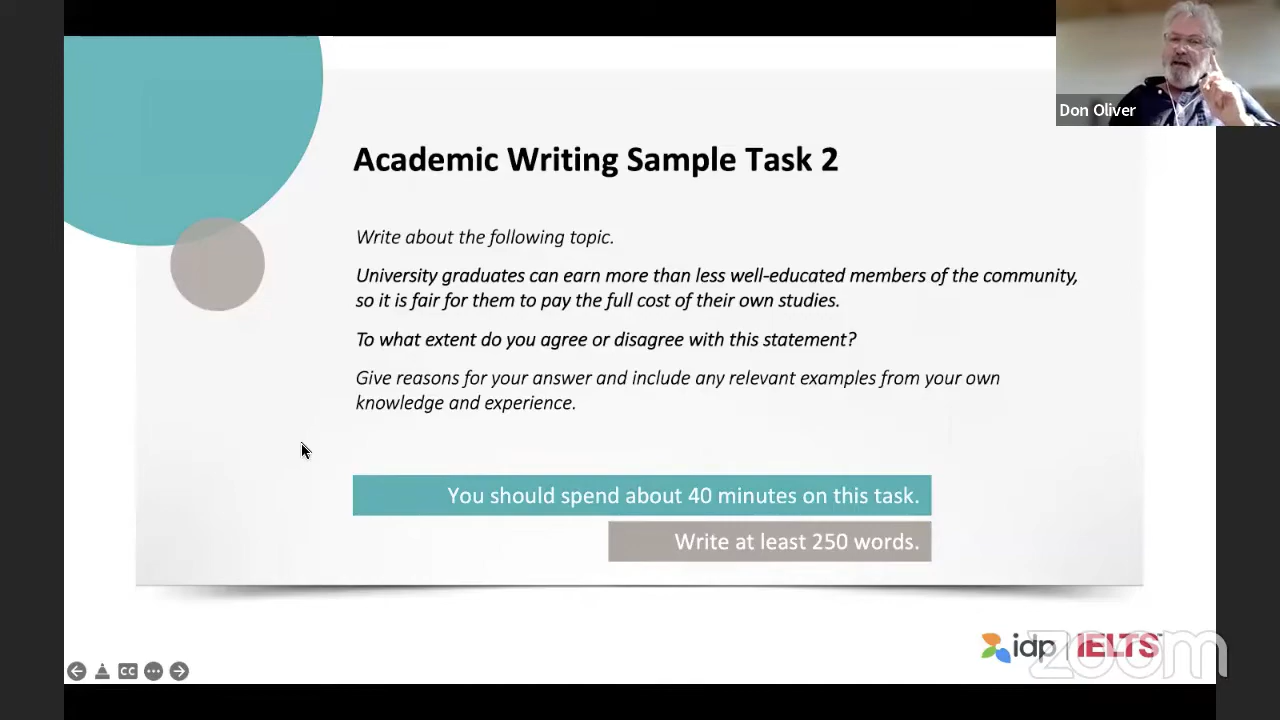 Don Oliver
Academic Writing Sample Task 2
Write about the following topic.
University graduates can earn more than less well-educated members of the community,
so it is fair for them to pay the full cost of their own studies.
To what extent do you agree or disagree with this statement?
Give reasons for your answer and include any relevant examples from your own
knowledge and experience.
You should spend about 40 minutes on this task.
Write at least 250 words.
idp | IELTS™
zoom
CC